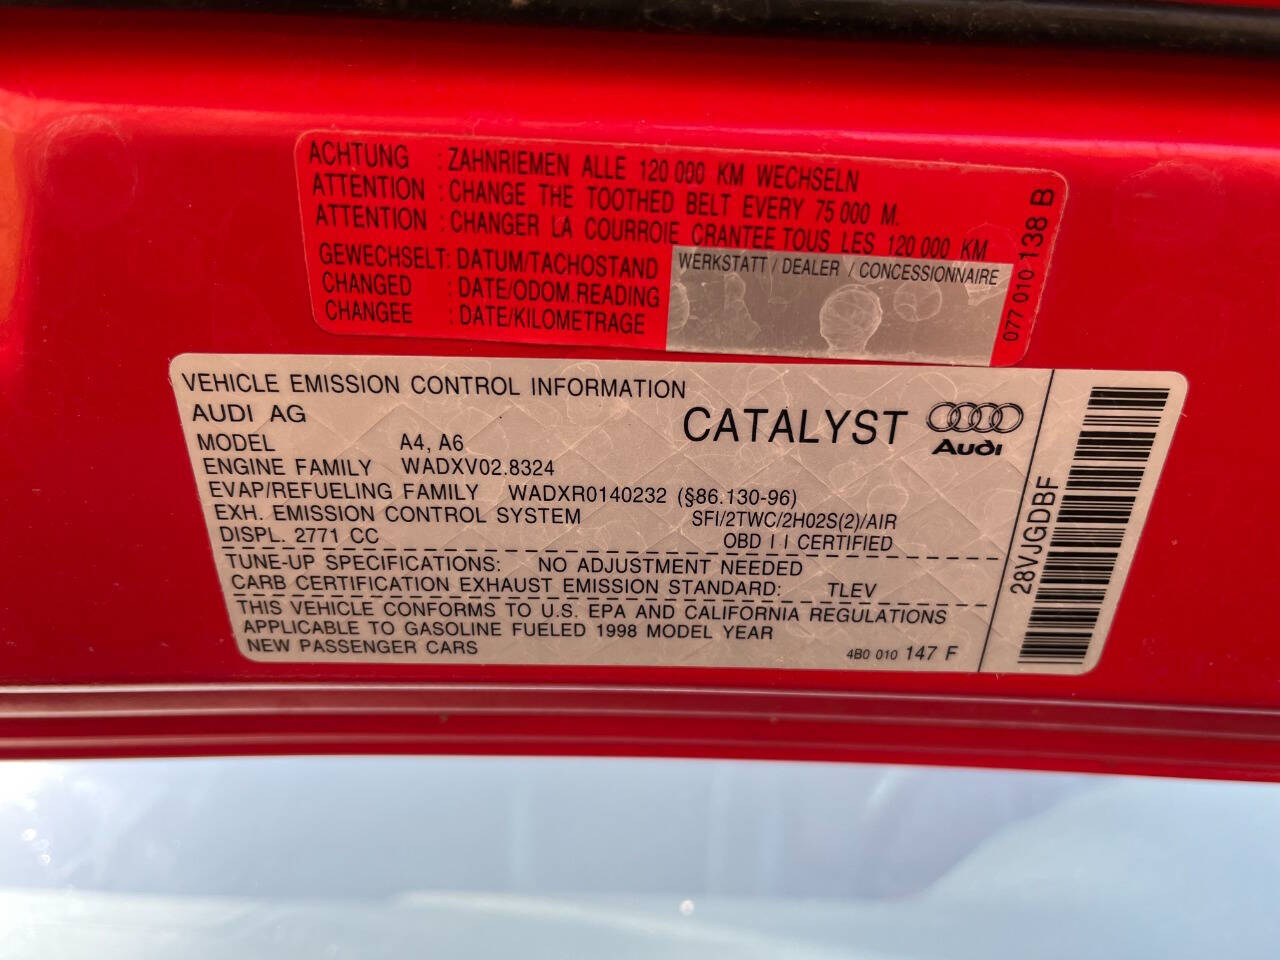 ACHTUNG : ZAHNRIEMEN ALLE 120 000 KM WECHSELN
ATTENTION : CHANGE THE TOOTHED BELT EVERY 75 000 M.
ATTENTION : CHANGER LA COURROIE CRANTEE TOUS LES 120 000 KM
GEWECHSELT: DATUM/TACHOSTAND
CHANGED : DATE/ODOM.READING
CHANGEE : DATE/KILOMETRAGE
WERKSTATT / DEALER / CONCESSIONNAIRE
077 010 138 B
VEHICLE EMISSION CONTROL INFORMATION
AUDI AG
CATALYST
Audi
MODEL A4, A6
ENGINE FAMILY WADXV02.8324
EVAP/REFUELING FAMILY WADXR0140232 (§86.130-96)
EXH. EMISSION CONTROL SYSTEM SFI/2TWC/2H02S(2)/AIR
DISPL. 2771 CC OBD II CERTIFIED
TUNE-UP SPECIFICATIONS: NO ADJUSTMENT NEEDED
CARB CERTIFICATION EXHAUST EMISSION STANDARD: TLEV
THIS VEHICLE CONFORMS TO U.S. EPA AND CALIFORNIA REGULATIONS
APPLICABLE TO GASOLINE FUELED 1998 MODEL YEAR
NEW PASSENGER CARS
4B0 010 147 F
28VJGDBF